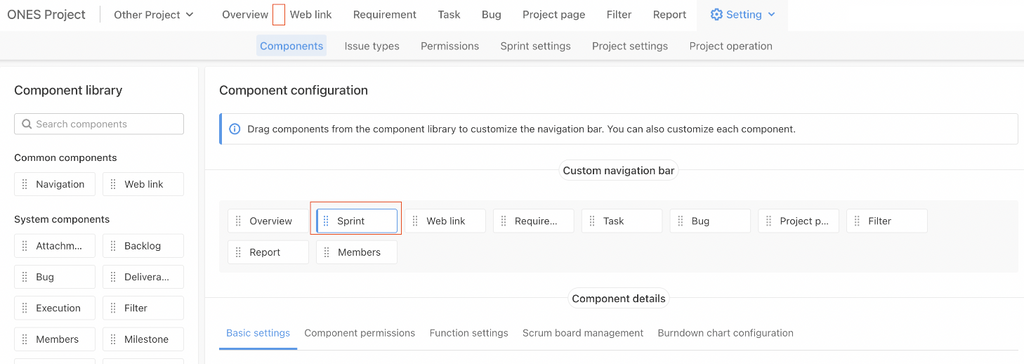 ONES Project Other Project Overview Web link Requirement Task Bug Project page Filter Report Setting
Components Issue types Permissions Sprint settings Project settings Project operation
Component library
Search components
Common components
Navigation Web link
System components
Attachm... Backlog
Bug Delivera...
Execution Filter
Members Milestone
Component configuration
Drag components from the component library to customize the navigation bar. You can also customize each component.
Custom navigation bar
Overview Sprint Web link Require... Task Bug Project p... Filter
Report Members
Component details
Basic settings Component permissions Function settings Scrum board management Burndown chart configuration